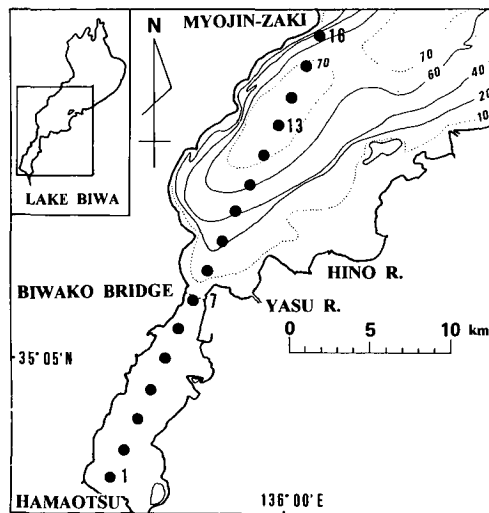 MYOJIN-ZAKI
N
16
70
70
60
40
20
10
13
LAKE BIWA
HINO R.
BIWAKO BRIDGE
7
YASU R.
0 5 10 km
35° 05'N
1
HAMAOTSU
136° 00'E